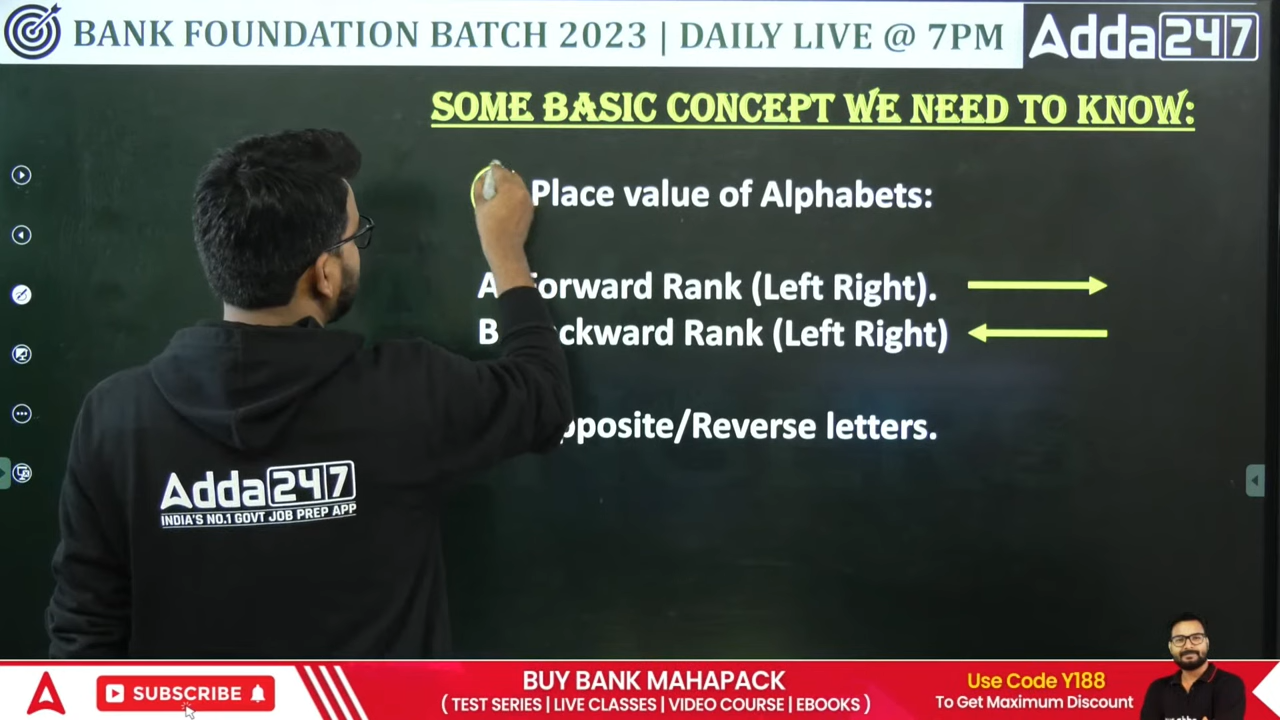 BANK FOUNDATION BATCH 2023 | DAILY LIVE @ 7PM
Adda247
SOME BASIC CONCEPT WE NEED TO KNOW:
Place value of Alphabets:
A Forward Rank (Left Right).
B ckward Rank (Left Right)
pposite/Reverse letters.
Adda247
INDIA'S NO.1 GOVT JOB PREP APP
SUBSCRIBE
BUY BANK MAHAPACK
( TEST SERIES | LIVE CLASSES | VIDEO COURSE | EBOOKS )
Use Code Y188
To Get Maximum Discount